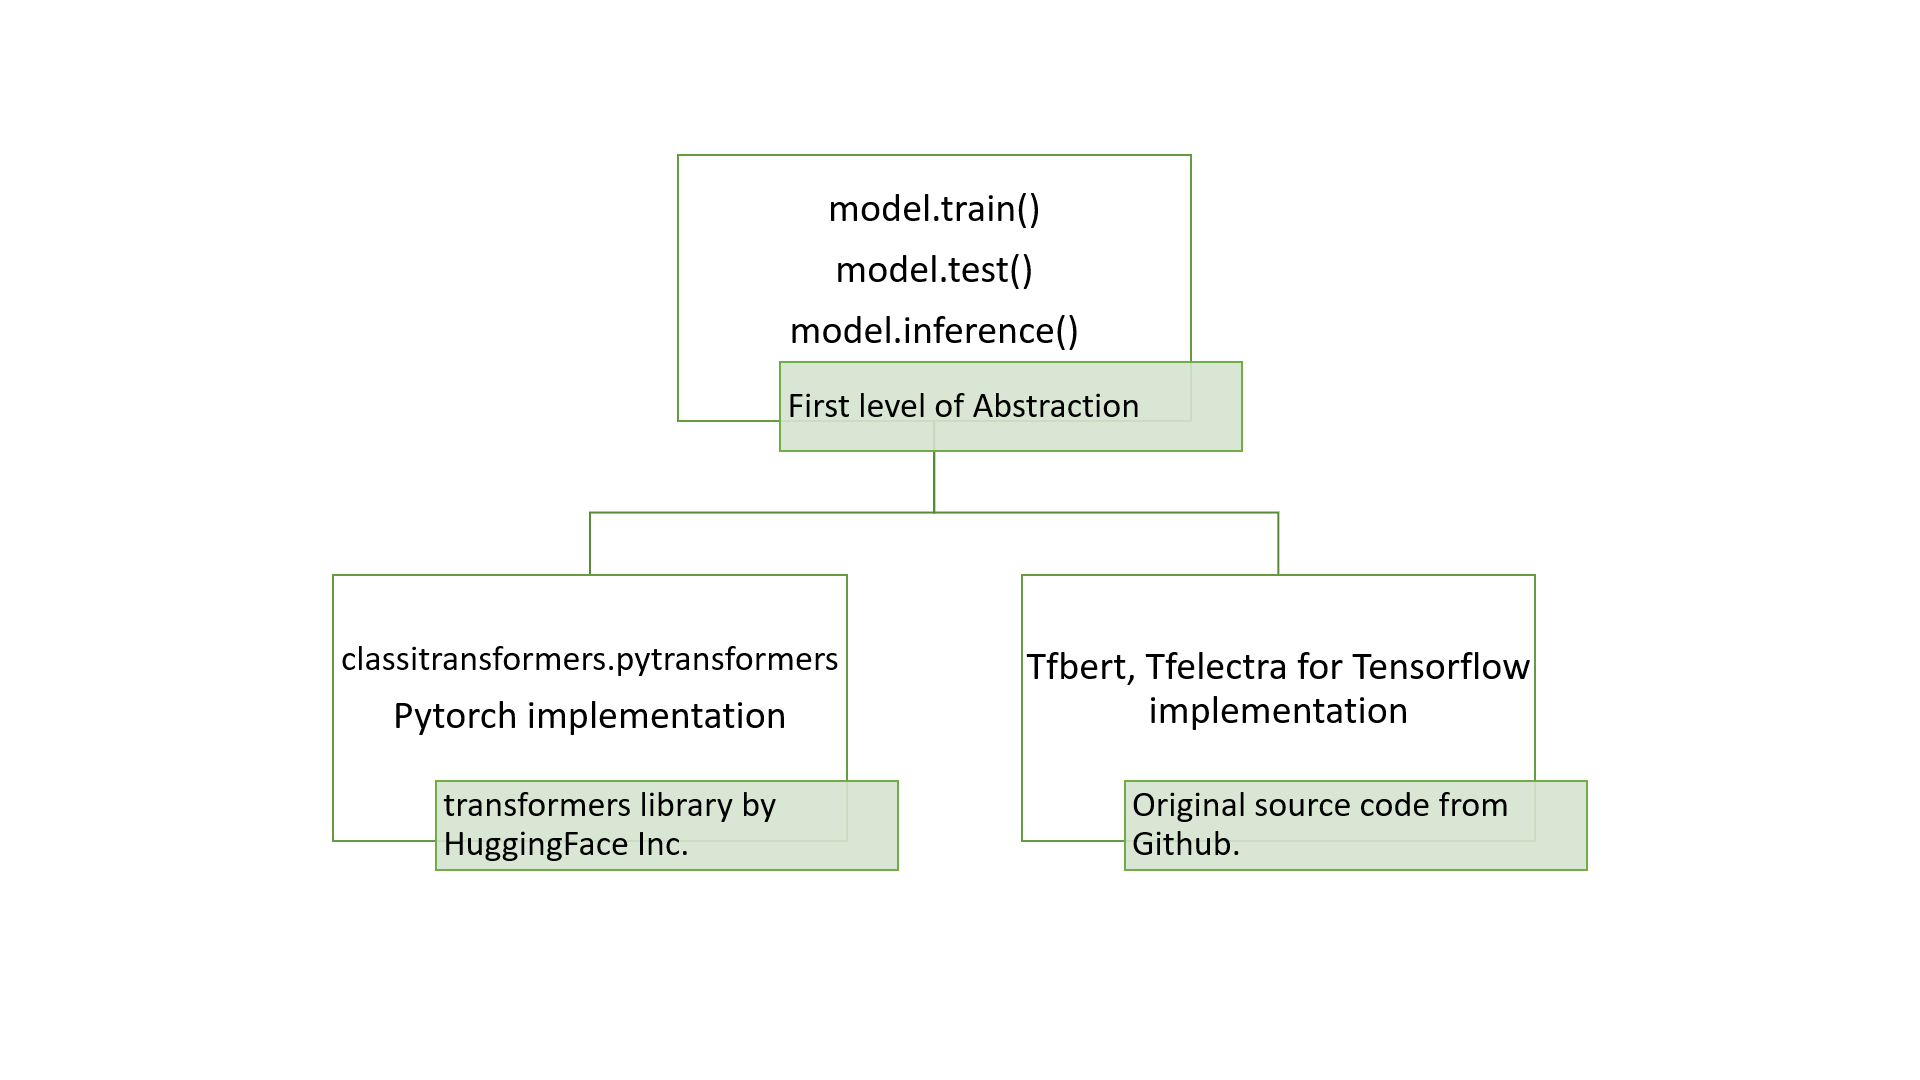 model.train()
model.test()
model.inference()
First level of Abstraction
classitransformers.pytransformers
Pytorch implementation
transformers library by
HuggingFace Inc.
Tfbert, Tfelectra for Tensorflow
implementation
Original source code from
Github.